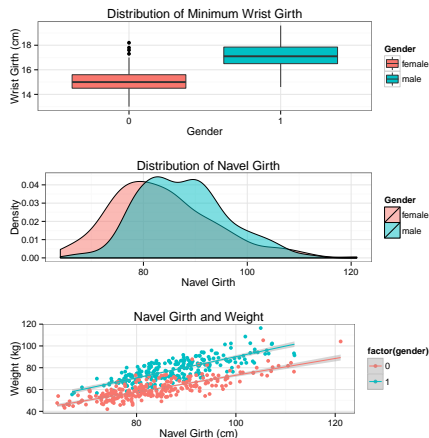 Distribution of Minimum Wrist Girth
Wrist Girth (cm)
18
16
14
0 1
Gender
Gender
female
male
Distribution of Navel Girth
Density
0.04
0.03
0.02
0.01
0.00
80 100 120
Navel Girth
Gender
female
male
Navel Girth and Weight
Weight (kg)
120
100
80
60
40
80 100 120
Navel Girth (cm)
factor(gender)
0
1